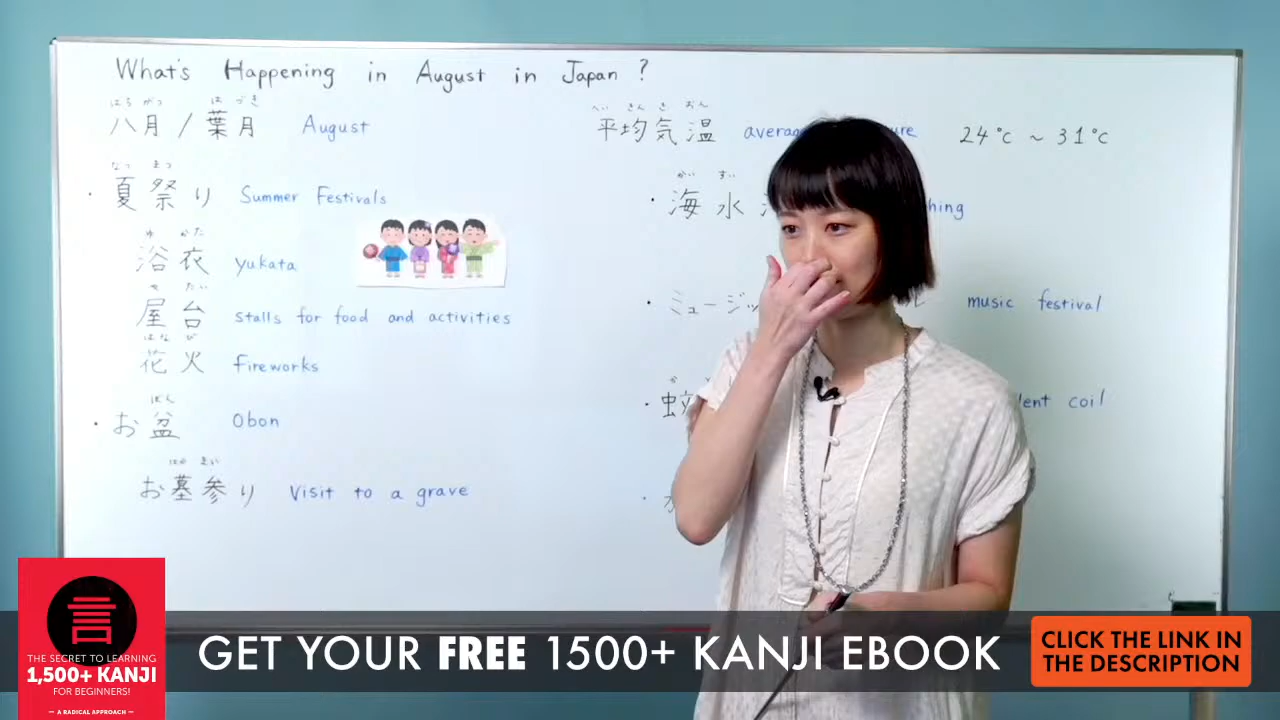 What's Happening in August in Japan ?
はち がつ は づき
八月 / 葉月 August
なつ まつ
・夏祭り Summer Festivals
ゆ かた
浴衣 yukata
や たい
屋台 stalls for food and activities
はな び
花火 fireworks
ぼん
・お盆 Obon
はか まい
お墓参り Visit to a grave
へい きん き おん
平均気温 24℃ ~ 31℃
かい すい
・海水
・ミュージッ music festival
か
・蚊 coil
言
THE SECRET TO LEARNING
1,500+ KANJI
FOR BEGINNERS!
— A RADICAL APPROACH —
GET YOUR FREE 1500+ KANJI EBOOK
CLICK THE LINK IN
THE DESCRIPTION